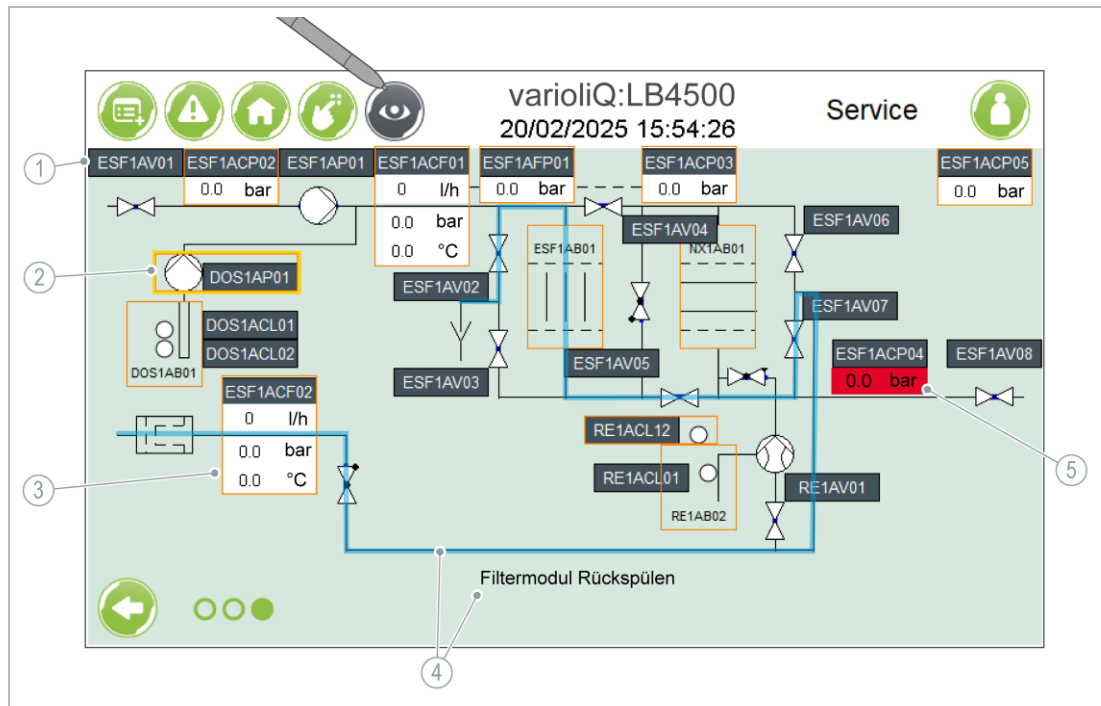 varioliQ:LB4500
20/02/2025 15:54:26
Service
1
ESF1AV01
ESF1ACP02
0.0 bar
ESF1AP01
ESF1ACF01
0 l/h
0.0 bar
0.0 °C
ESF1AFP01
0.0 bar
ESF1ACP03
0.0 bar
ESF1ACP05
0.0 bar
ESF1AV04
ESF1AV06
ESF1AB01
NX1AB01
2
DOS1AP01
ESF1AV02
ESF1AV07
DOS1ACL01
DOS1ACL02
DOS1AB01
ESF1AV03
ESF1AV05
ESF1ACP04
0.0 bar
ESF1AV08
ESF1ACF02
0 l/h
0.0 bar
0.0 °C
3
RE1ACL12
RE1ACL01
RE1AB02
RE1AV01
5
Filtermodul Rückspülen
4